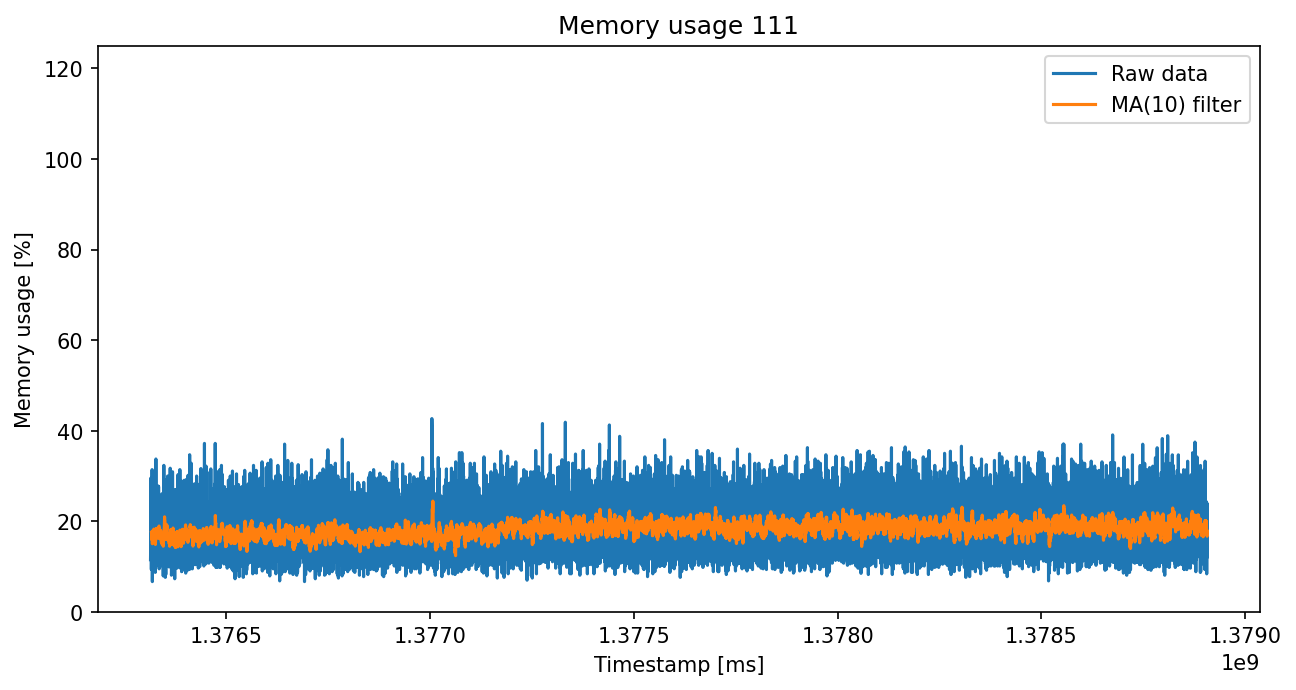 Memory usage 111
Raw data
MA(10) filter
Memory usage [%]
120
100
80
60
40
20
0
1.3765 1.3770 1.3775 1.3780 1.3785 1.3790
1e9
Timestamp [ms]